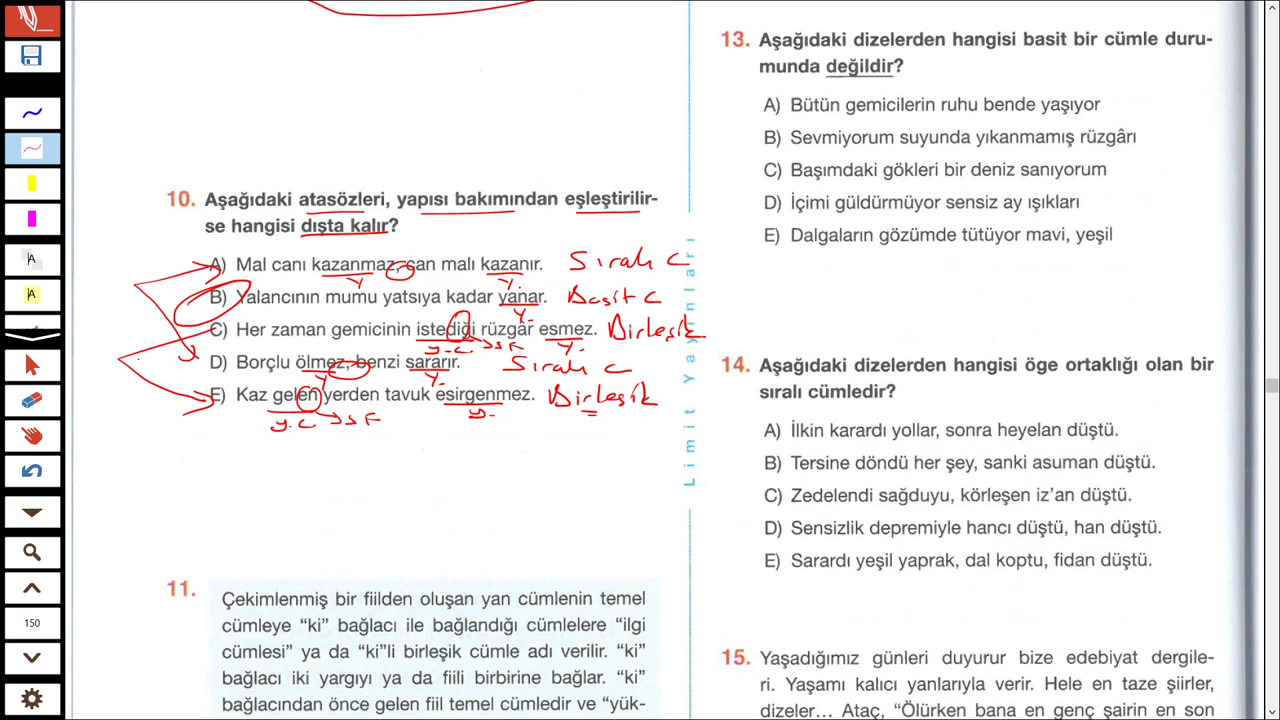 10. Aşağıdaki atasözleri, yapısı bakımından eşleştirilir-
se hangisi dışta kalır?
A) Mal canı kazanmaz, can malı kazanır. Sıralı C
y y.
B) Yalancının mumu yatsıya kadar yanar. Basit C
y.
C) Her zaman gemicinin istediği rüzgar esmez. Birleşik
y.c → sF y.
D) Borçlu ölmez, benzi sararır. Sıralı C
y y.
E) Kaz gelen yerden tavuk esirgenmez. Birleşik
y.c → sF y.
11. Çekimlenmiş bir fiilden oluşan yan cümlenin temel
cümleye “ki” bağlacı ile bağlandığı cümlelere “ilgi
cümlesi” ya da “ki”li birleşik cümle adı verilir. “ki”
bağlacı iki yargıyı ya da fiili birbirine bağlar. “ki”
bağlacından önce gelen fiil temel cümledir ve “yük-
Limit Yayınları
13. Aşağıdaki dizelerden hangisi basit bir cümle duru-
munda değildir?
A) Bütün gemicilerin ruhu bende yaşıyor
B) Sevmiyorum suyunda yıkanmamış rüzgârı
C) Başımdaki gökleri bir deniz sanıyorum
D) İçimi güldürmüyor sensiz ay ışıkları
E) Dalgaların gözümde tütüyor mavi, yeşil
14. Aşağıdaki dizelerden hangisi öge ortaklığı olan bir
sıralı cümledir?
A) İlkin karardı yollar, sonra heyelan düştü.
B) Tersine döndü her şey, sanki asuman düştü.
C) Zedelendi sağduyu, körleşen iz’an düştü.
D) Sensizlik depremiyle hancı düştü, han düştü.
E) Sarardı yeşil yaprak, dal koptu, fidan düştü.
15. Yaşadığımız günleri duyurur bize edebiyat dergile-
ri. Yaşamı kalıcı yanlarıyla verir. Hele en taze şiirler,
dizeler... Ataç, “Ölürken bana en genç şairin en son
A
A
150